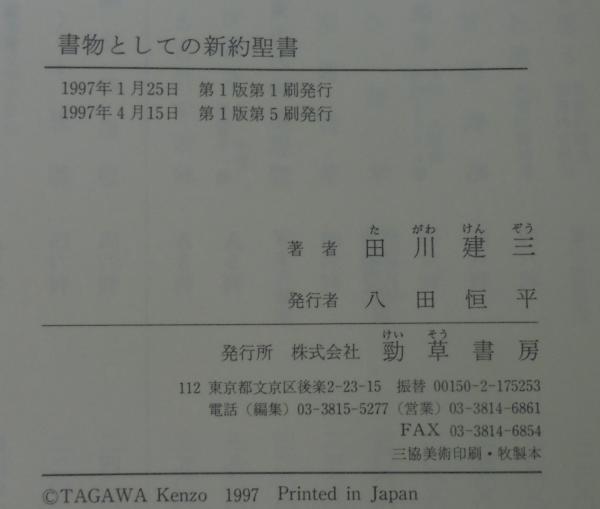 書物としての新約聖書
1997年1月25日 第1版第1刷発行
1997年4月15日 第1版第5刷発行
た がわ けん ぞう
著者 田川建三
発行者 八田恒平
けい そう
発行所 株式会社 勁草書房
112 東京都文京区後楽2-23-15 振替 00150-2-175253
電話（編集）03-3815-5277（営業）03-3814-6861
FAX 03-3814-6854
三協美術印刷・牧製本
©TAGAWA Kenzo 1997 Printed in Japan